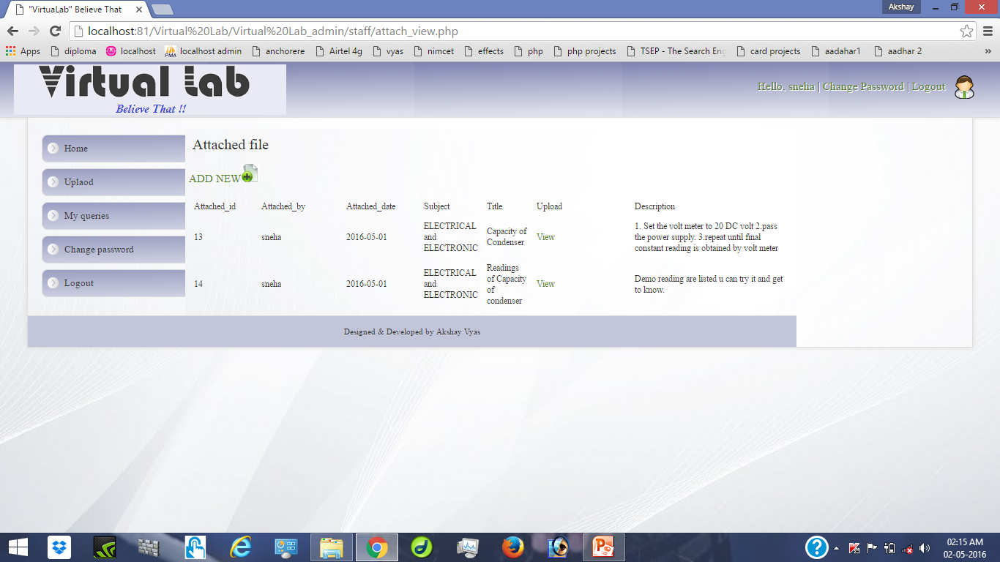 "VirtuaLab" Believe That
Akshay
localhost:81/Virtual%20Lab/Virtual%20Lab_admin/staff/attach_view.php
Apps diploma localhost localhost admin anchorere Airtel 4g vyas nimcet effects php php projects TSEP - The Search Eng card projects aadahar1 aadhar 2 »
PMA
Virtual Lab
Believe That !!
Hello, sneha | Change Password | Logout
Home
Uplaod
My queries
Change password
Logout
Attached file
ADD NEW
Attached_id Attached_by Attached_date Subject Title Upload Description
13 sneha 2016-05-01
ELECTRICAL
and
ELECTRONIC
Capacity of
Condenser
View
1. Set the volt meter to 20 DC volt 2.pass
the power supply. 3.repeat until final
constant reading is obtained by volt meter
14 sneha 2016-05-01
ELECTRICAL
and
ELECTRONIC
Readings
of Capacity
of
condenser
View
Demo reading are listed u can try it and get
to know.
Designed & Developed by Akshay Vyas
02:15 AM
02-05-2016